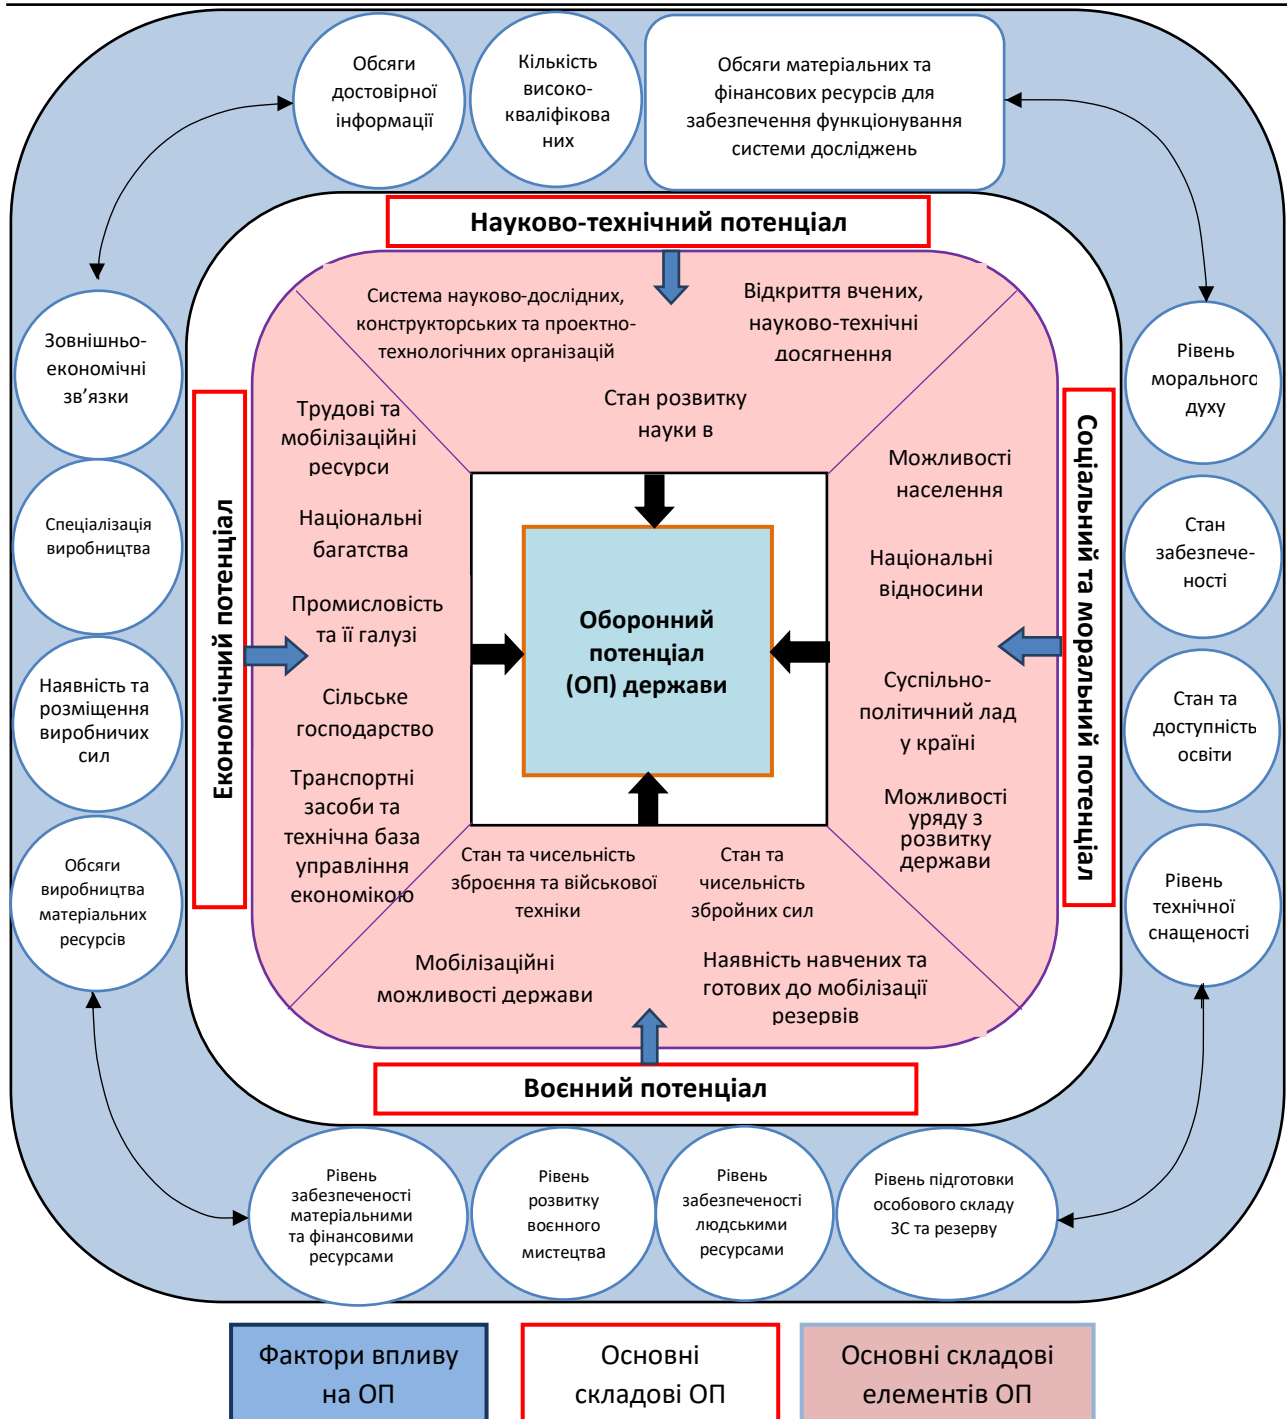 Обсяги
достовірної
інформації
Кількість
високо-
кваліфікова
них
Обсяги матеріальних та
фінансових ресурсів для
забезпечення функціонування
системи досліджень
Науково-технічний потенціал
Система науково-дослідних,
конструкторських та проектно-
технологічних організацій
Відкриття вчених,
науково-технічні
досягнення
Стан розвитку
науки в
Зовнішньо-
економічні
зв’язки
Спеціалізація
виробництва
Наявність та
розміщення
виробничих
сил
Обсяги
виробництва
матеріальних
ресурсів
Економічний потенціал
Трудові та
мобілізаційні
ресурси
Національні
багатства
Промисловість
та її галузі
Сільське
господарство
Транспортні
засоби та
технічна база
управління
економікою
Оборонний
потенціал
(ОП) держави
Можливості
населення
Національні
відносини
Суспільно-
політичний лад
у країні
Можливості
уряду з
розвитку
держави
Соціальний та моральний потенціал
Рівень
морального
духу
Стан
забезпече-
ності
Стан та
доступність
освіти
Рівень
технічної
снащеності
Стан та чисельність
зброєння та військової
техніки
Стан та
чисельність
збройних сил
Мобілізаційні
можливості держави
Наявність навчених та
готових до мобілізації
резервів
Воєнний потенціал
Рівень
забезпеченості
матеріальними
та фінансовими
ресурсами
Рівень
розвитку
воєнного
мистецтва
Рівень
забезпеченості
людськими
ресурсами
Рівень підготовки
особового складу
ЗС та резерву
Фактори впливу
на ОП
Основні
складові ОП
Основні складові
елементів ОП